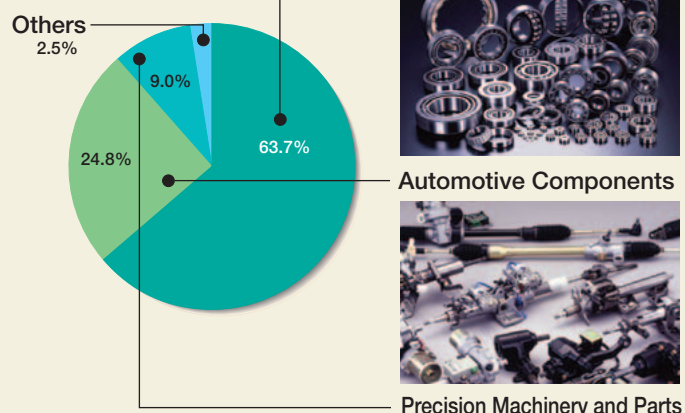 Others
2.5%
9.0%
63.7%
24.8%
Automotive Components
Precision Machinery and Parts